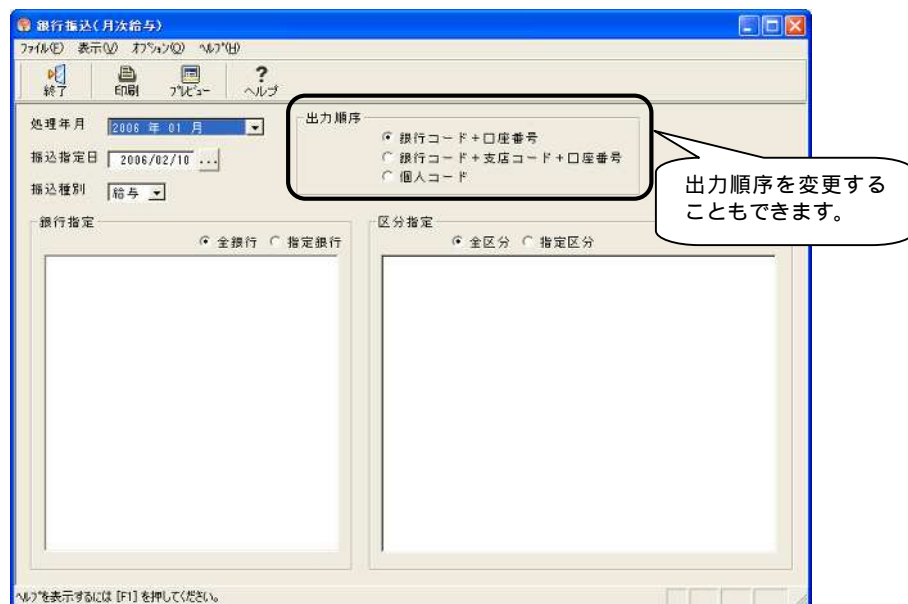 銀行振込(月次給与)
ファイル(F) 表示(V) オプション(O) ヘルプ(H)
終了 印刷 プレビュー ヘルプ
処理年月 2006 年 01 月
振込指定日 2006/02/10 ...
振込種別 給与
出力順序
銀行コード+口座番号
銀行コード+支店コード+口座番号
個人コード
出力順序を変更する
こともできます。
銀行指定
全銀行 指定銀行
区分指定
全区分 指定区分
ヘルプを表示するには [F1] を押してください。